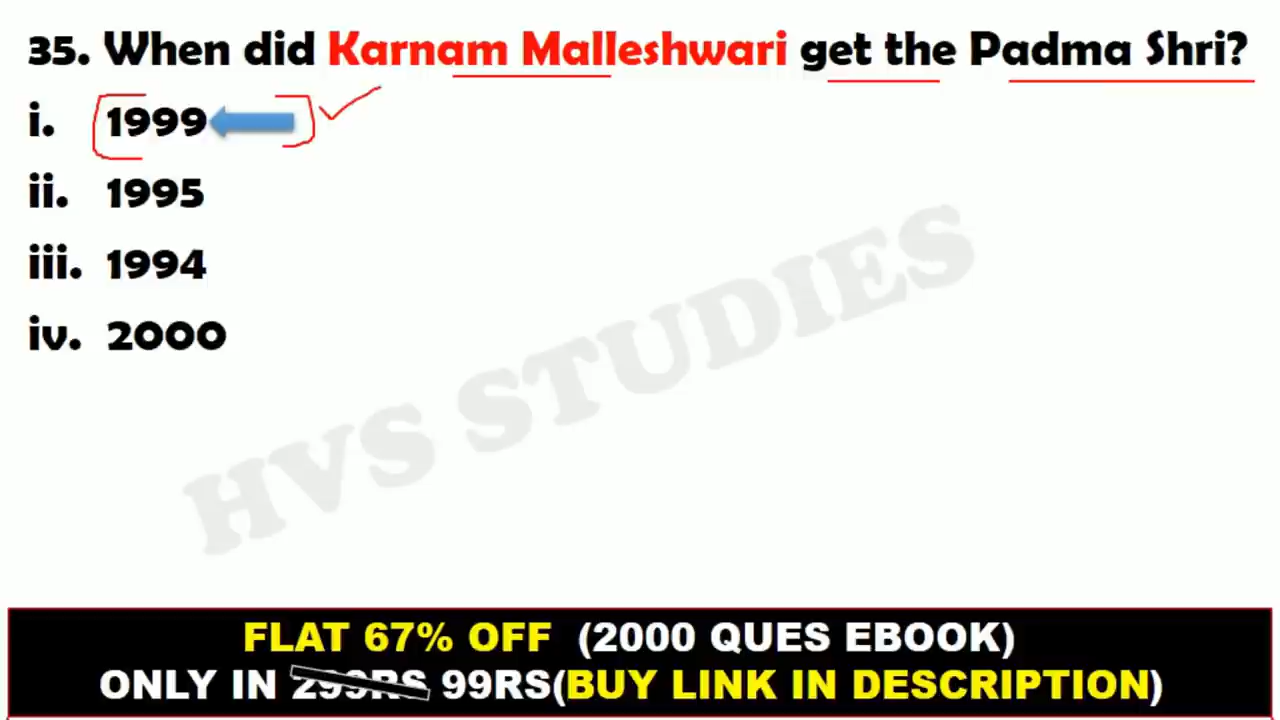 35. When did Karnam Malleshwari get the Padma Shri?
i. 1999
ii. 1995
iii. 1994
iv. 2000
HVS STUDIES
FLAT 67% OFF (2000 QUES EBOOK)
ONLY IN 299RS 99RS(BUY LINK IN DESCRIPTION)